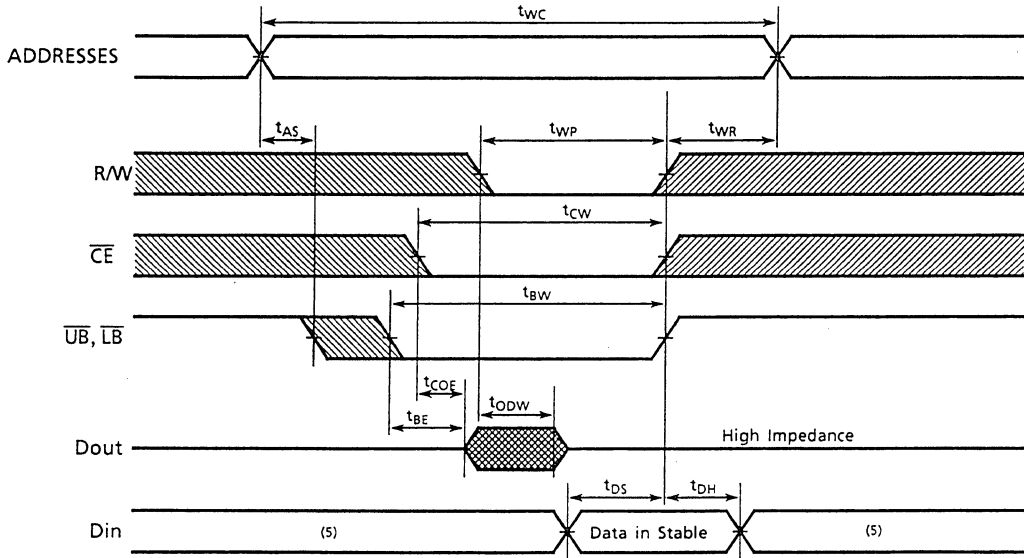 tWC
ADDRESSES
tAS
tWP
tWR
R/W
tCW
CE
tBW
UB, LB
tCOE
tODW
tBE
Dout
High Impedance
tDS
tDH
Din
(5)
Data in Stable
(5)